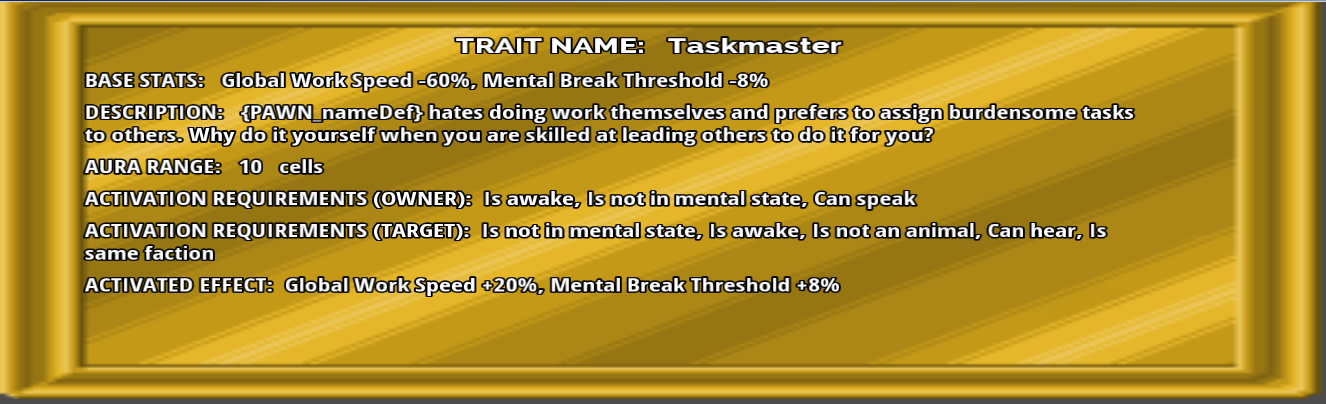 TRAIT NAME: Taskmaster
BASE STATS: Global Work Speed -60%, Mental Break Threshold -8%
DESCRIPTION: {PAWN_nameDef} hates doing work themselves and prefers to assign burdensome tasks
to others. Why do it yourself when you are skilled at leading others to do it for you?
AURA RANGE: 10 cells
ACTIVATION REQUIREMENTS (OWNER): Is awake, Is not in mental state, Can speak
ACTIVATION REQUIREMENTS (TARGET): Is not in mental state, Is awake, Is not an animal, Can hear, Is
same faction
ACTIVATED EFFECT: Global Work Speed +20%, Mental Break Threshold +8%